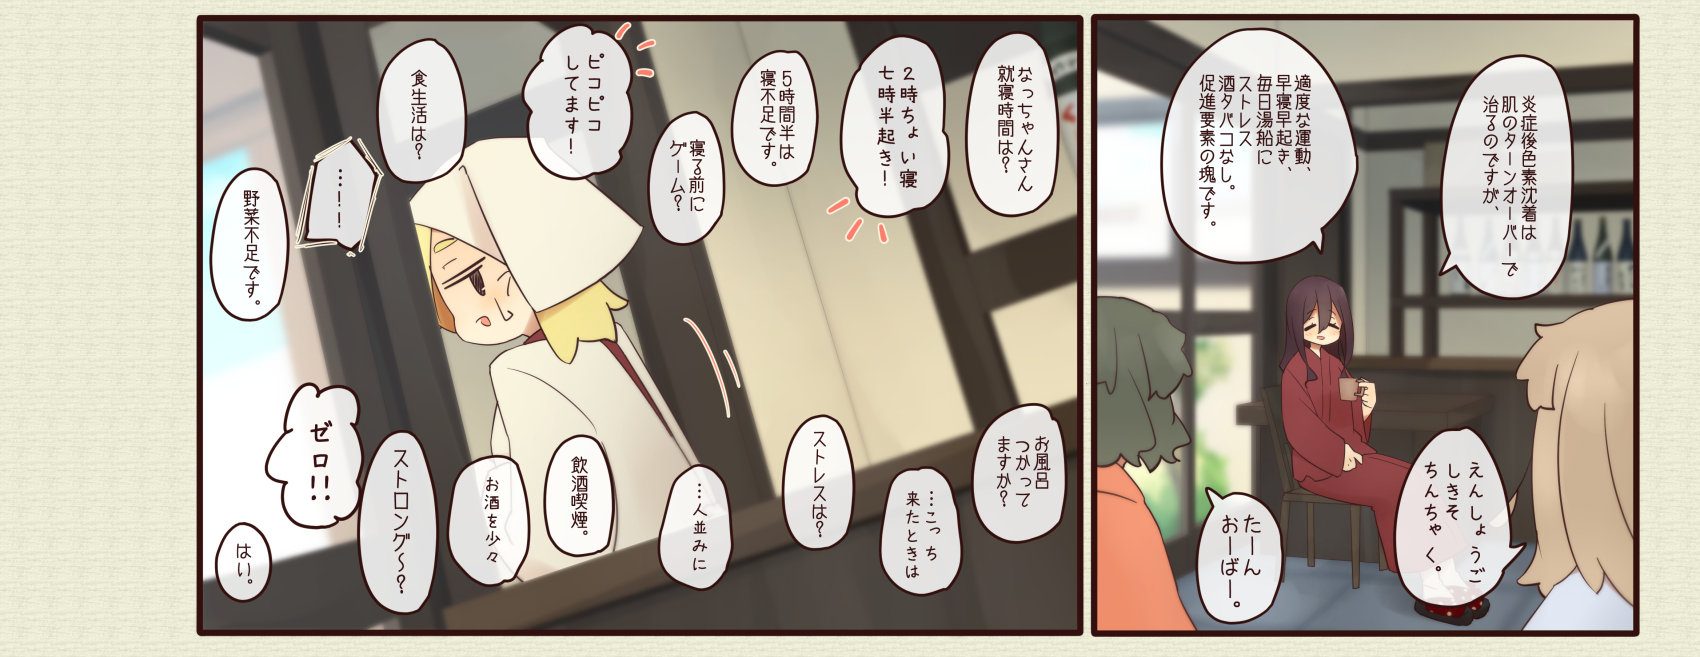 炎症後色素沈着は
肌のターンオーバーで
治るのですが、
適度な運動、
早寝早起き、
毎日湯船に
ストレス
酒タバコなし。
促進要素の塊です。
えんしょうご
しきそ
ちんちゃく。
たーん
おーばー。
なっちゃんさん
就寝時間は？
２時ちょい寝
七時半起き！
５時間半は
寝不足です。
寝る前に
ゲーム？
ピコピコ
してます！
食生活は？
…！！
野菜不足です。
お風呂
つかって
ますか？
…こっち
来たときは
ストレスは？
…人並みに
飲酒喫煙。
お酒を少々
ストロング～？
ゼロ！！
はい。